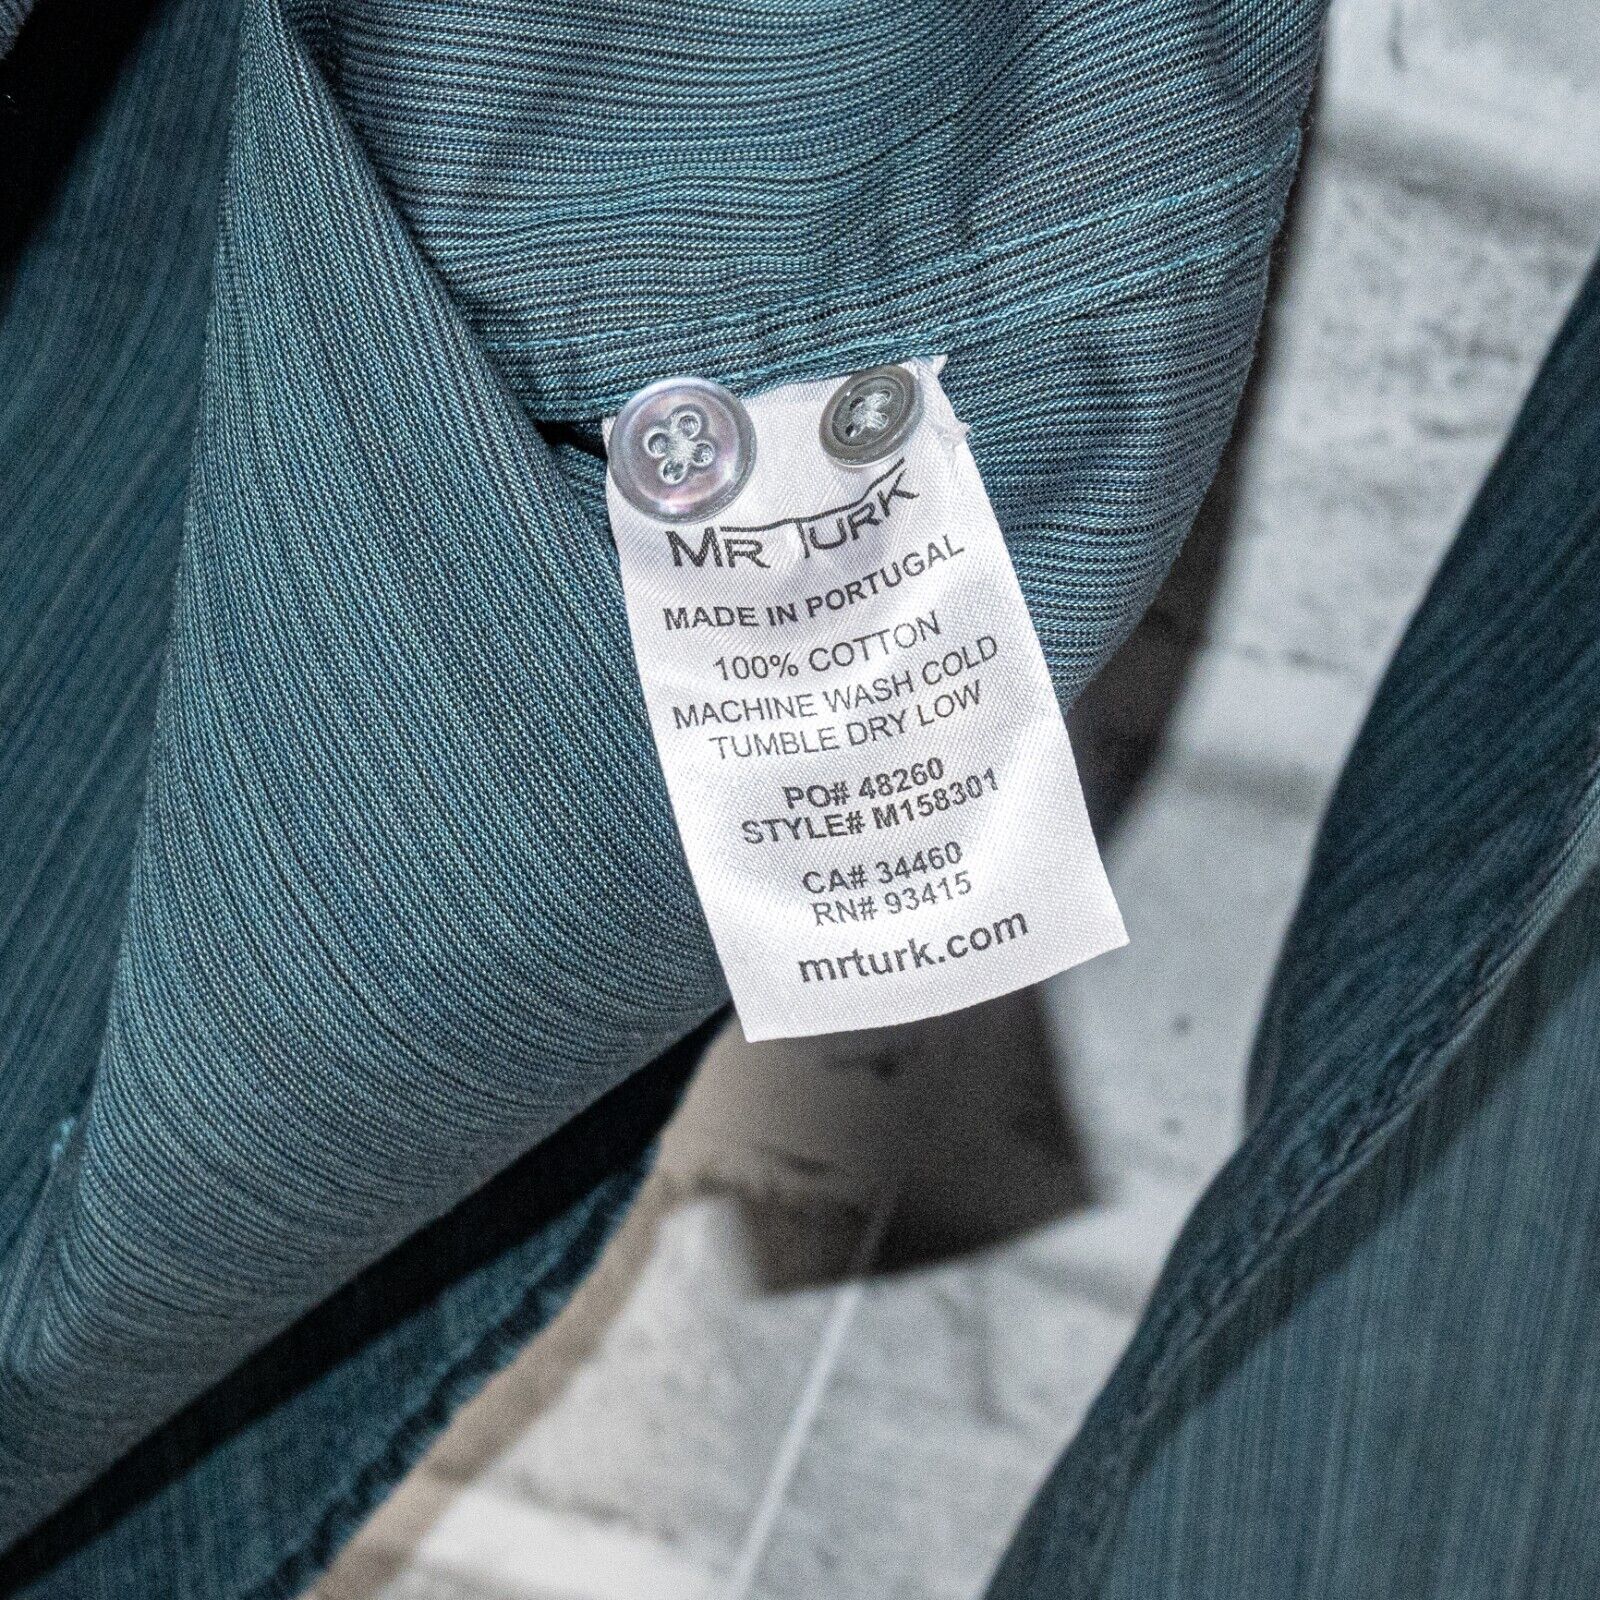 MR TURK
MADE IN PORTUGAL
100% COTTON
MACHINE WASH COLD
TUMBLE DRY LOW
PO# 48260
STYLE# M158301
CA# 34460
RN# 93415
mrturk.com